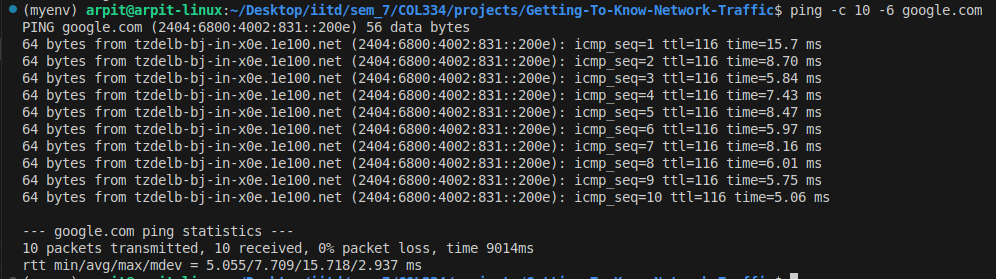 (myenv) arpit@arpit-linux:~/Desktop/iitd/sem_7/COL334/projects/Getting-To-Know-Network-Traffic$ ping -c 10 -6 google.com
PING google.com (2404:6800:4002:831::200e) 56 data bytes
64 bytes from tzdelb-bj-in-x0e.1e100.net (2404:6800:4002:831::200e): icmp_seq=1 ttl=116 time=15.7 ms
64 bytes from tzdelb-bj-in-x0e.1e100.net (2404:6800:4002:831::200e): icmp_seq=2 ttl=116 time=8.70 ms
64 bytes from tzdelb-bj-in-x0e.1e100.net (2404:6800:4002:831::200e): icmp_seq=3 ttl=116 time=5.84 ms
64 bytes from tzdelb-bj-in-x0e.1e100.net (2404:6800:4002:831::200e): icmp_seq=4 ttl=116 time=7.43 ms
64 bytes from tzdelb-bj-in-x0e.1e100.net (2404:6800:4002:831::200e): icmp_seq=5 ttl=116 time=8.47 ms
64 bytes from tzdelb-bj-in-x0e.1e100.net (2404:6800:4002:831::200e): icmp_seq=6 ttl=116 time=5.97 ms
64 bytes from tzdelb-bj-in-x0e.1e100.net (2404:6800:4002:831::200e): icmp_seq=7 ttl=116 time=8.16 ms
64 bytes from tzdelb-bj-in-x0e.1e100.net (2404:6800:4002:831::200e): icmp_seq=8 ttl=116 time=6.01 ms
64 bytes from tzdelb-bj-in-x0e.1e100.net (2404:6800:4002:831::200e): icmp_seq=9 ttl=116 time=5.75 ms
64 bytes from tzdelb-bj-in-x0e.1e100.net (2404:6800:4002:831::200e): icmp_seq=10 ttl=116 time=5.06 ms
--- google.com ping statistics ---
10 packets transmitted, 10 received, 0% packet loss, time 9014ms
rtt min/avg/max/mdev = 5.055/7.709/15.718/2.937 ms